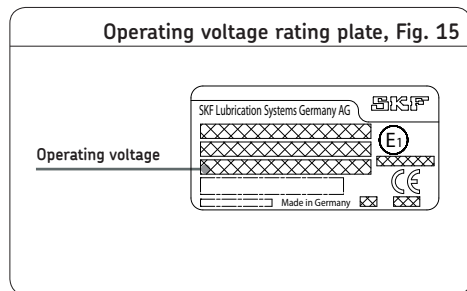 Operating voltage rating plate, Fig. 15
SKF Lubrication Systems Germany AG
SKF
E1
Operating voltage
CE
Made in Germany